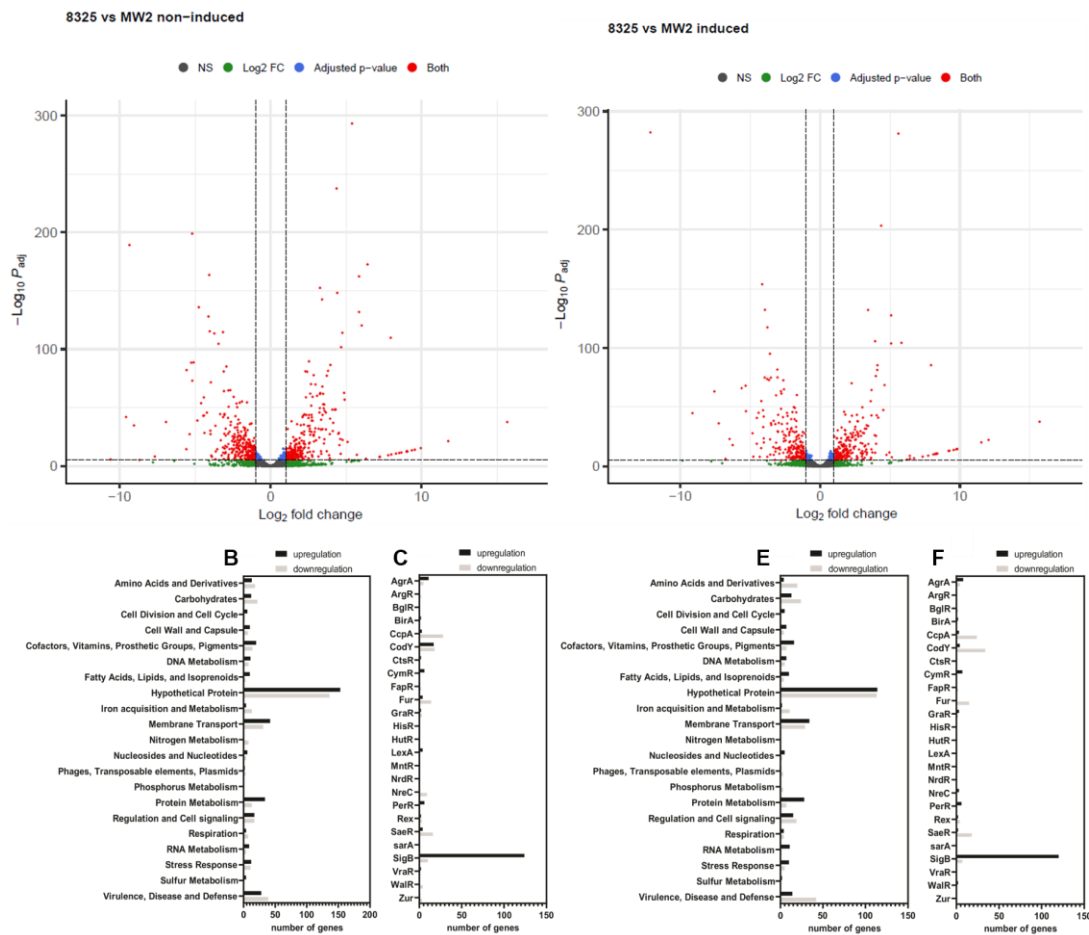 8325 vs MW2 non-induced
NS Log2 FC Adjusted p-value Both
300
200
100
0
-Log10 Padj
-10 0 10
Log2 fold change
8325 vs MW2 induced
NS Log2 FC Adjusted p-value Both
300
200
100
0
-Log10 Padj
-10 0 10
Log2 fold change
B
upregulation
downregulation
Amino Acids and Derivatives
Carbohydrates
Cell Division and Cell Cycle
Cell Wall and Capsule
Cofactors, Vitamins, Prosthetic Groups, Pigments
DNA Metabolism
Fatty Acids, Lipids, and Isoprenoids
Hypothetical Protein
Iron acquisition and Metabolism
Membrane Transport
Nitrogen Metabolism
Nucleosides and Nucleotides
Phages, Transposable elements, Plasmids
Phosphorus Metabolism
Protein Metabolism
Regulation and Cell signaling
Respiration
RNA Metabolism
Stress Response
Sulfur Metabolism
Virulence, Disease and Defense
0 50 100 150 200
number of genes
C
upregulation
downregulation
AgrA
ArgR
BglR
BirA
CcpA
CodY
CtsR
CymR
FapR
Fur
GraR
HisR
HutR
LexA
MntR
NrdR
NreC
PerR
Rex
SaeR
sarA
SigB
VraR
WalR
Zur
0 50 100 150
number of genes
E
upregulation
downregulation
Amino Acids and Derivatives
Carbohydrates
Cell Division and Cell Cycle
Cell Wall and Capsule
Cofactors, Vitamins, Prosthetic Groups, Pigments
DNA Metabolism
Fatty Acids, Lipids, and Isoprenoids
Hypothetical Protein
Iron acquisition and Metabolism
Membrane Transport
Nitrogen Metabolism
Nucleosides and Nucleotides
Phages, Transposable elements, Plasmids
Phosphorus Metabolism
Protein Metabolism
Regulation and Cell signaling
Respiration
RNA Metabolism
Stress Response
Sulfur Metabolism
Virulence, Disease and Defense
0 50 100 150
number of genes
F
upregulation
downregulation
AgrA
ArgR
BglR
BirA
CcpA
CodY
CtsR
CymR
FapR
Fur
GraR
HisR
HutR
LexA
MntR
NrdR
NreC
PerR
Rex
SaeR
sarA
SigB
VraR
WalR
Zur
0 50 100 150
number of genes